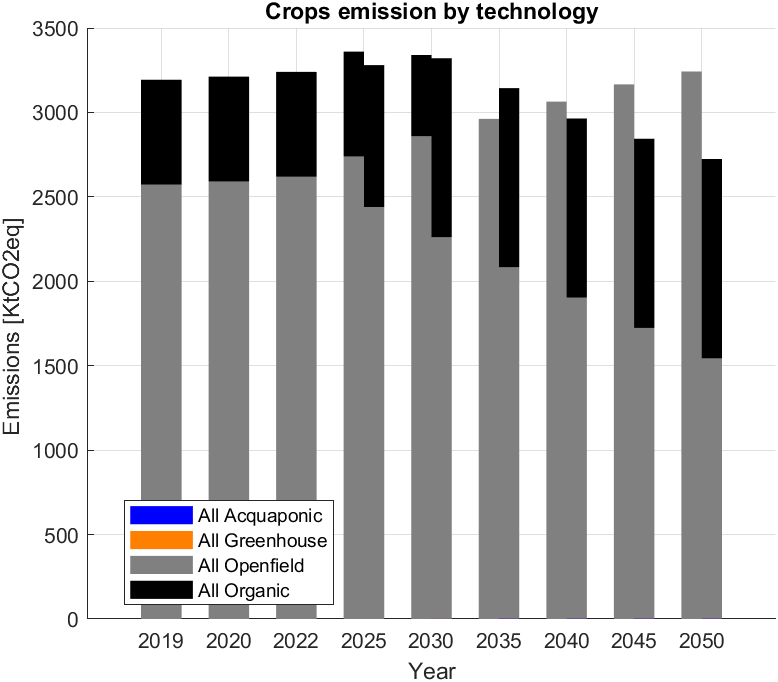 Crops emission by technology
Emissions [KtCO2eq]
3500
3000
2500
2000
1500
1000
500
0
All Acquaponic
All Greenhouse
All Openfield
All Organic
2019 2020 2022 2025 2030 2035 2040 2045 2050
Year